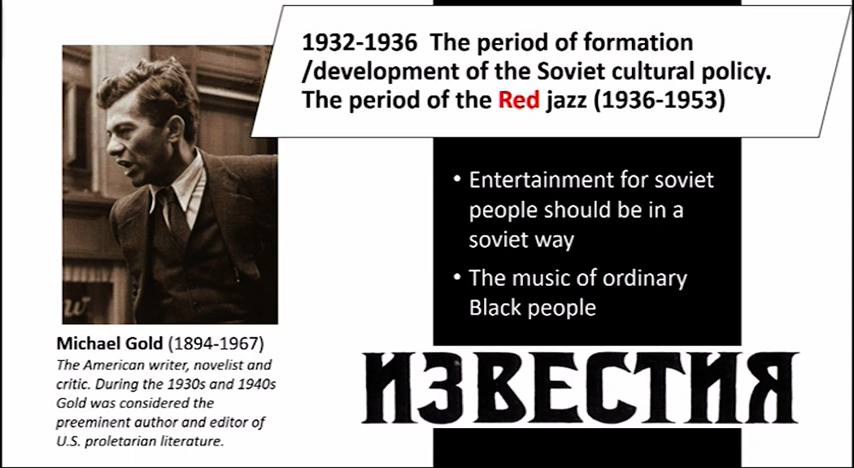 1932-1936 The period of formation
/development of the Soviet cultural policy.
The period of the Red jazz (1936-1953)
• Entertainment for soviet
people should be in a
soviet way
• The music of ordinary
Black people
Michael Gold (1894-1967)
The American writer, novelist and
critic. During the 1930s and 1940s
Gold was considered the
preeminent author and editor of
U.S. proletarian literature.
ИЗВЕСТИЯ